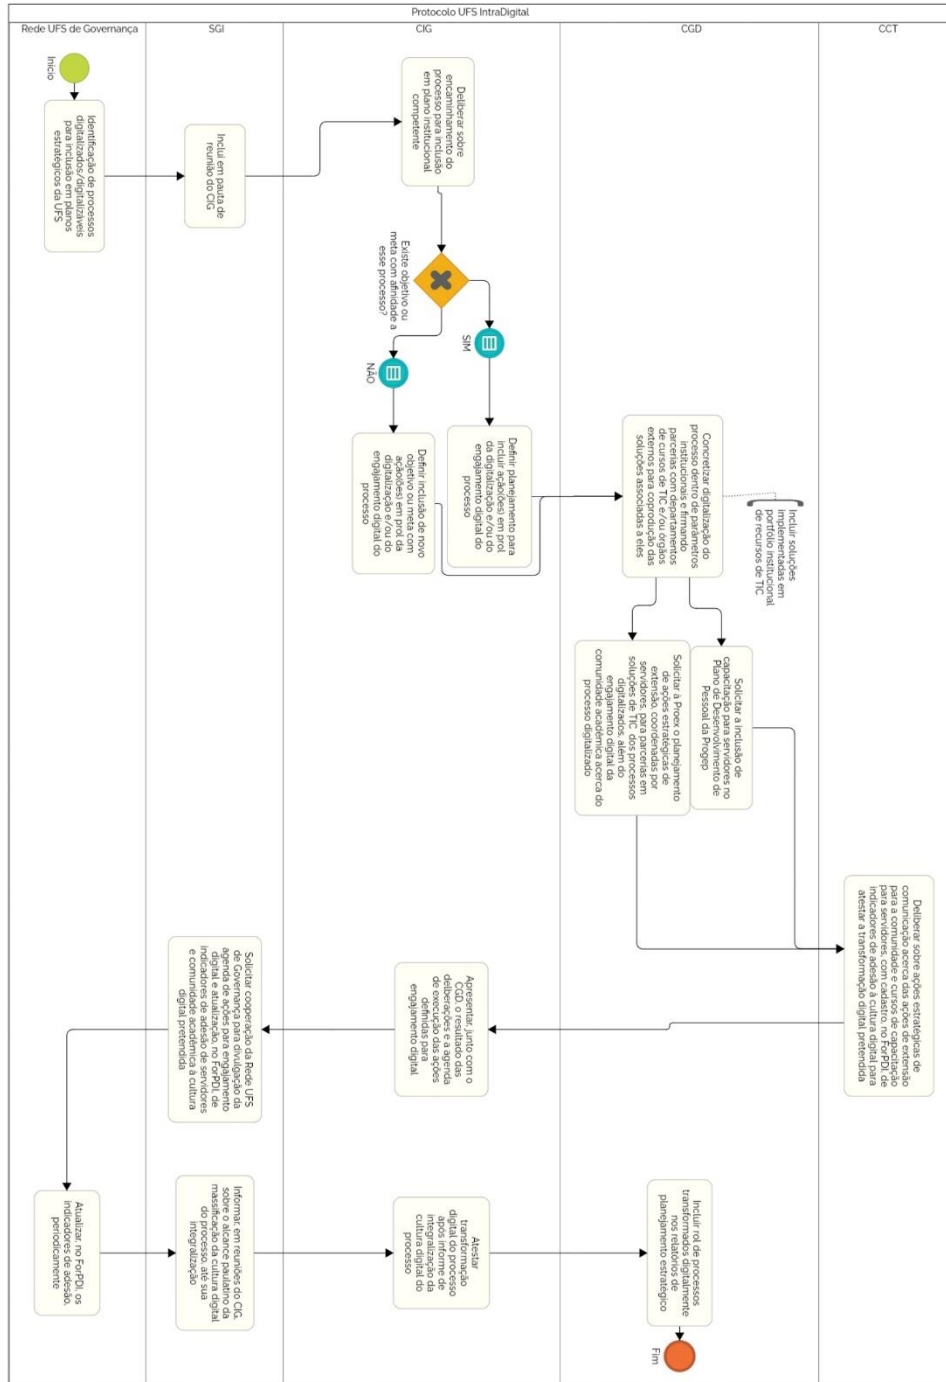 Protocolo UFS IntraDigital
Rede UFS de Governança
SGI
CIG
CGD
CCT
Início
Identificação de processos
digitalizados/digitalizáveis
para inclusão em planos
estratégicos da UFS
Inclui em pauta de
reunião do CIG
Deliberar sobre
encaminhamento do
processo para inclusão
em plano institucional
competente
Existe objetivo ou
meta com afinidade a
esse processo?
SIM
NÃO
Definir planejamento para
incluir ação(ões) em prol
da digitalização e/ou do
engajamento digital do
processo
Definir inclusão de novo
objetivo ou meta com
ação(ões) em prol da
digitalização e/ou do
engajamento digital do
processo
Concretizar digitalização do
processo dentro de parâmetros
institucionais e firmando
parcerias com departamentos
de cursos de TIC e/ou órgãos
externos para coprodução das
soluções associadas a eles
Incluir soluções
implementadas em
portfólio institucional
de recursos de TIC
Solicitar a inclusão de
capacitação para servidores no
Plano de Desenvolvimento de
Pessoal da Progep
Solicitar à Proex o planejamento
de ações estratégicas de
extensão, coordenadas por
servidores, para parcerias em
soluções de TIC, dos processos
digitalizados, além do
engajamento digital da
comunidade acadêmica acerca do
processo digitalizado
Deliberar sobre ações estratégicas de
comunicação acerca das ações de extensão
para a comunidade e cursos de capacitação
para servidores, com cadastro, no ForPDI, de
indicadores de adesão à cultura digital para
atestar a transformação digital pretendida
Apresentar, junto com o
CGD, o resultado das
deliberações e a agenda
de execução das ações
definidas para
engajamento digital.
Solicitar cooperação da Rede UFS
de Governança para divulgação da
agenda de ações para engajamento
digital e atualização, no ForPDI, de
indicadores de adesão de servidores
e comunidade acadêmica à cultura
digital pretendida
Atualizar, no ForPDI, os
indicadores de adesão,
periodicamente
Informar, em reuniões do CIG,
sobre o alcance paulatino da
massificação da cultura digital
do processo, até sua
integralização
Atestar
transformação
digital do processo
após informe de
integralização da
cultura digital do
processo
Incluir rol de processos
transformados digitalmente
nos relatórios de
planejamento estratégico
Fim